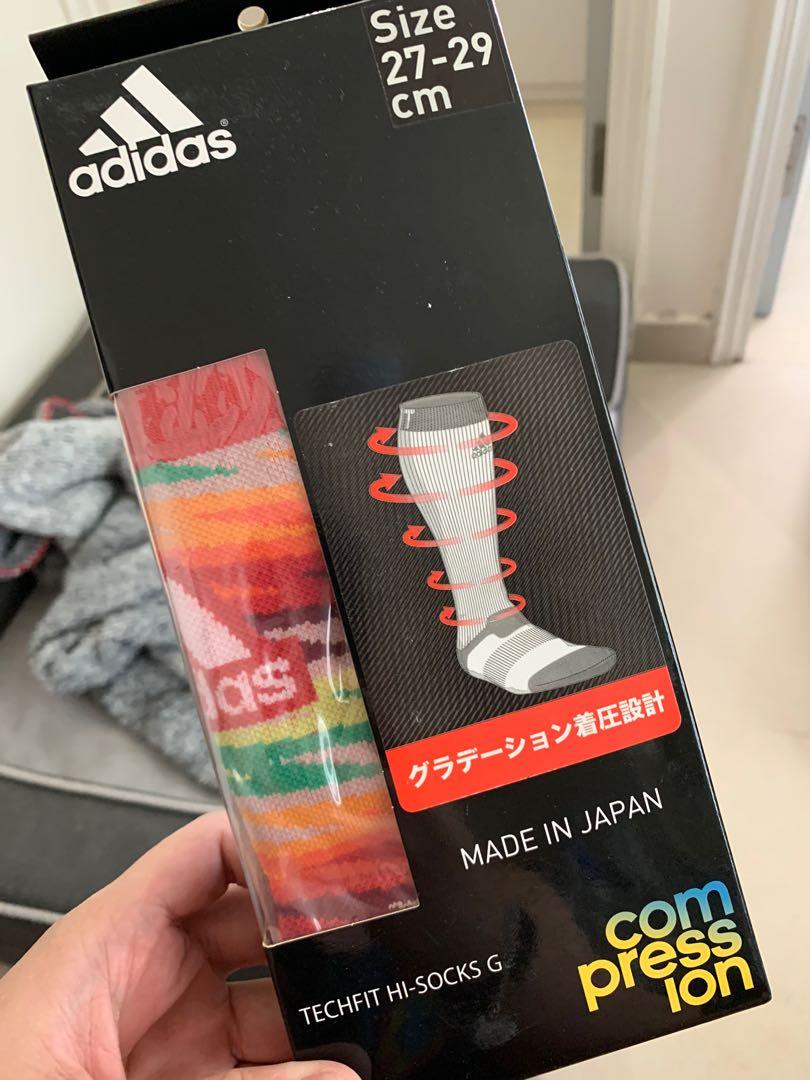 Size
27-29
cm
adidas®
adidas
グラデーション着圧設計
MADE IN JAPAN
com
press
ion
TECHFIT HI-SOCKS G